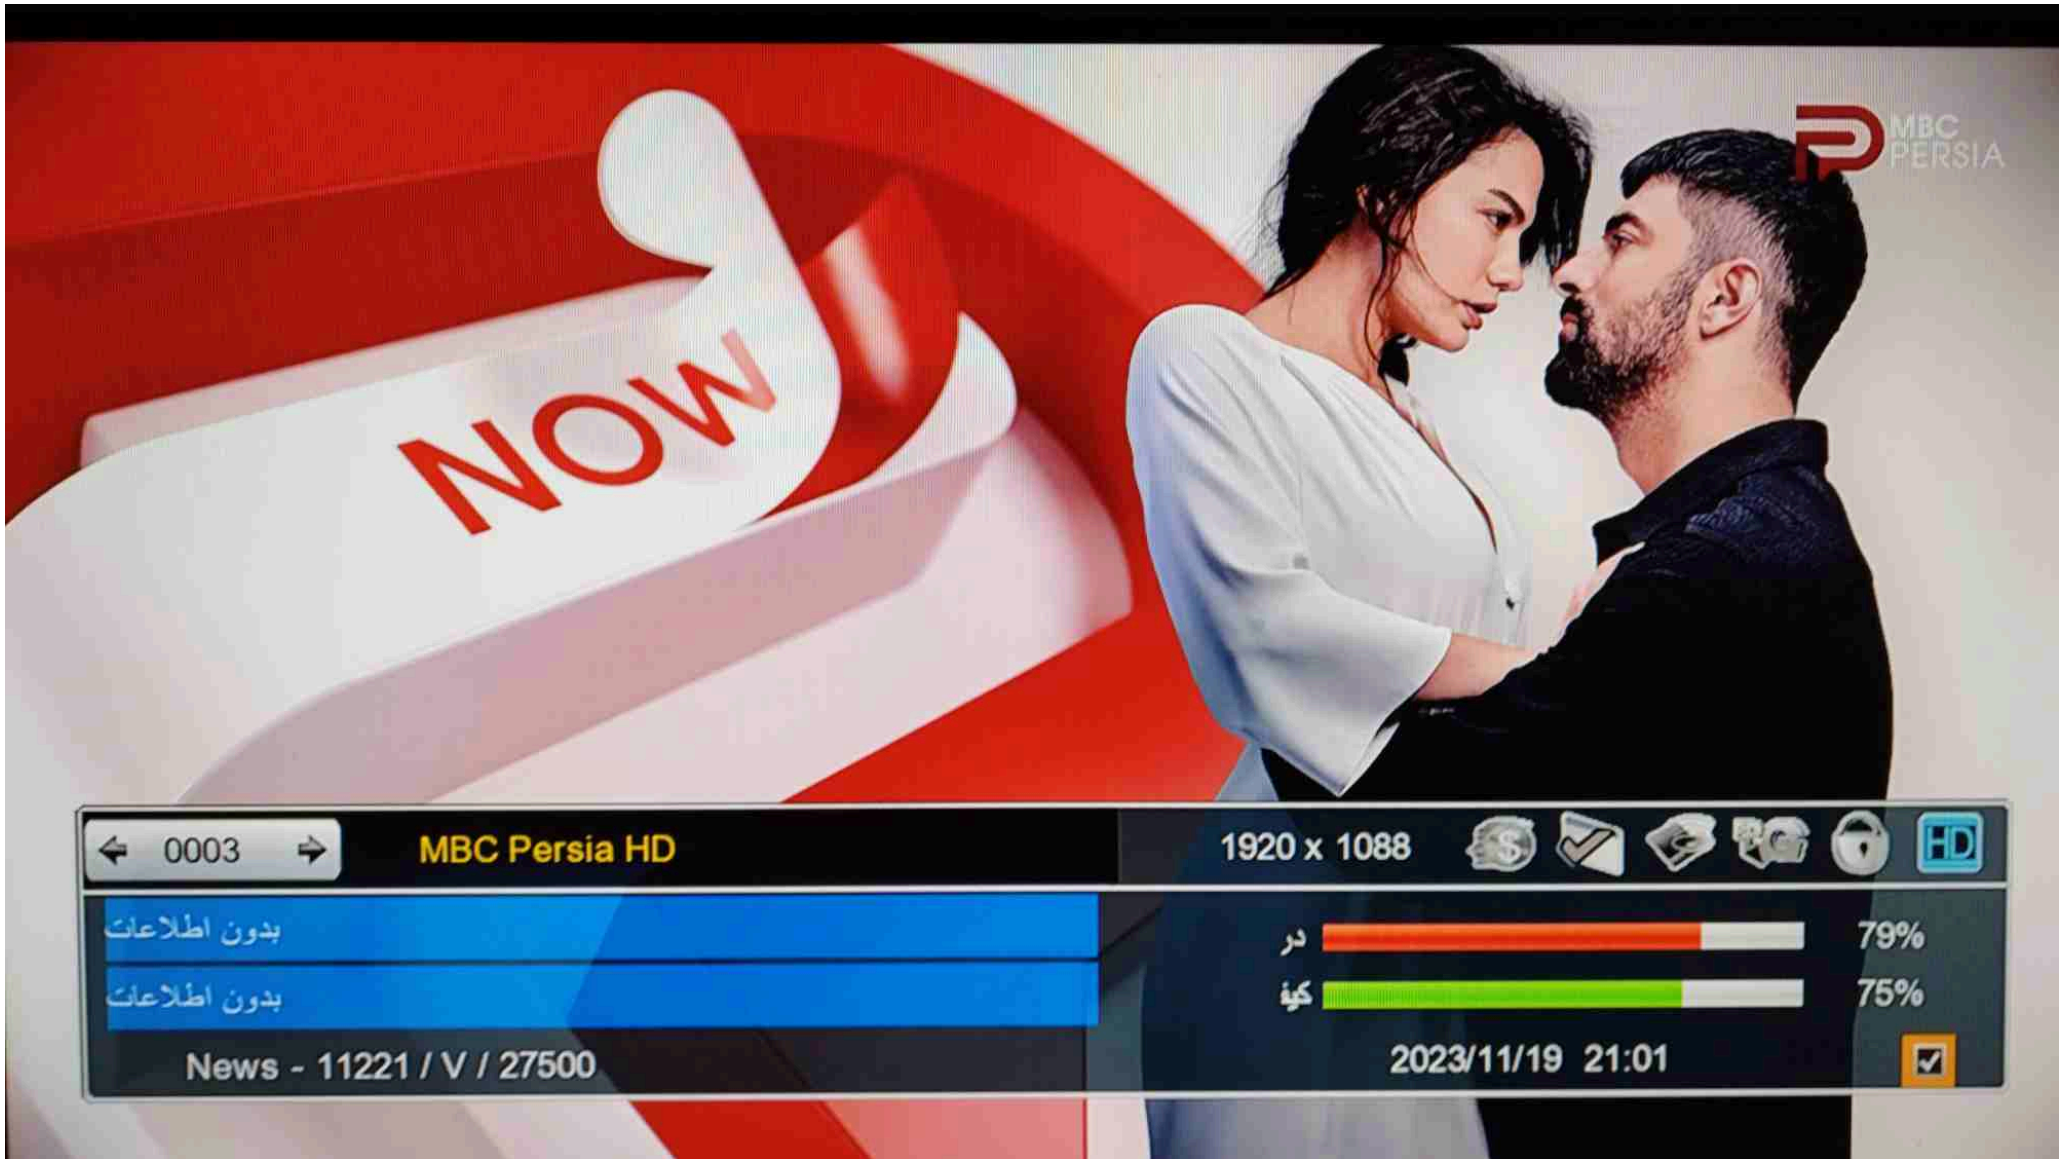 MBC
PERSIA
NOW
0003
MBC Persia HD
1920 x 1088
HD
بدون اطلاعات
در
79%
بدون اطلاعات
کیف
75%
News - 11221 / V / 27500
2023/11/19 21:01